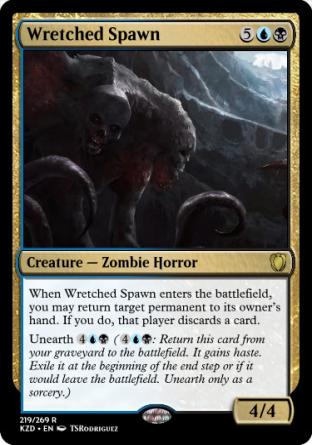 Wretched Spawn 5
Creature — Zombie Horror
When Wretched Spawn enters the battlefield,
you may return target permanent to its owner's
hand. If you do, that player discards a card.
Unearth 4 ( 4 : Return this card from
your graveyard to the battlefield. It gains haste.
Exile it at the beginning of the end step or if it
would leave the battlefield. Unearth only as a
sorcery.)
219/269 R
KZD • EN TSRodriguez
4/4